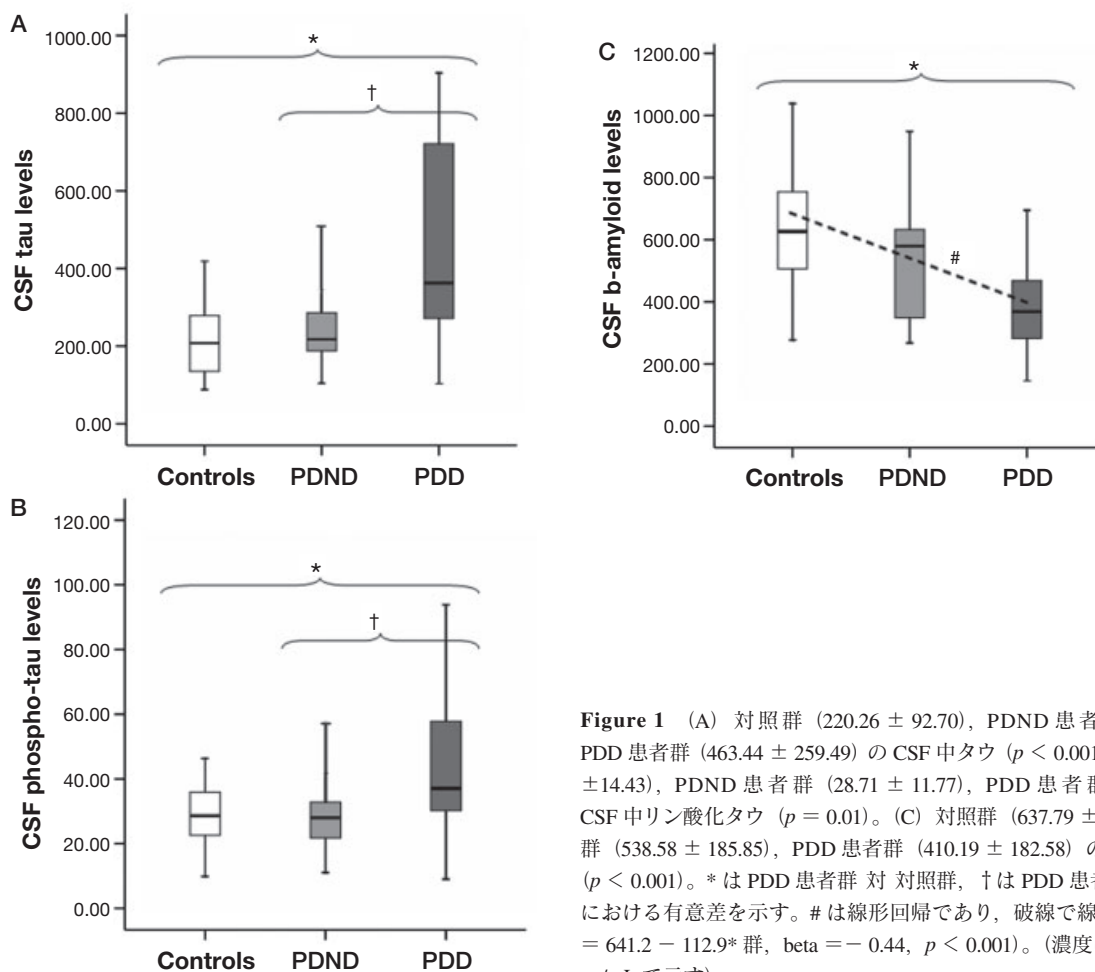 A
1000.00
800.00
600.00
400.00
200.00
0.00
CSF tau levels
*
†
Controls PDND PDD
B
120.00
100.00
80.00
60.00
40.00
20.00
0.00
CSF phospho-tau levels
*
†
Controls PDND PDD
C
1200.00
1000.00
800.00
600.00
400.00
200.00
0.00
CSF b-amyloid levels
*
#
Controls PDND PDD
Figure 1 (A) 対照群 (220.26 ± 92.70), PDND 患者
PDD 患者群 (463.44 ± 259.49) の CSF 中タウ (p < 0.001
±14.43), PDND 患者群 (28.71 ± 11.77), PDD 患者群
CSF 中リン酸化タウ (p = 0.01)。(C) 対照群 (637.79 ±
群 (538.58 ± 185.85), PDD 患者群 (410.19 ± 182.58) の
(p < 0.001)。* は PDD 患者群 対 対照群, †は PDD 患者
における有意差を示す。# は線形回帰であり, 破線で線
= 641.2 − 112.9* 群, beta =− 0.44, p < 0.001)。(濃度
で示す)